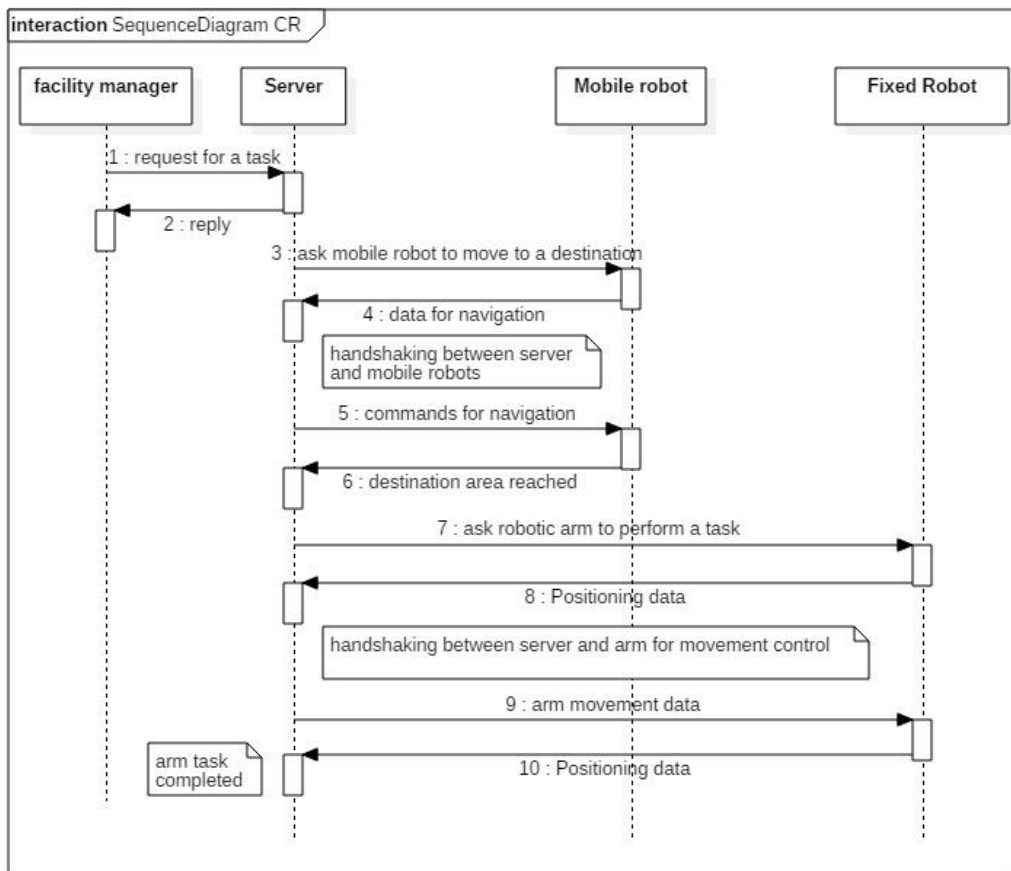 interaction SequenceDiagram CR
facility manager
Server
Mobile robot
Fixed Robot
1 : request for a task
2 : reply
3 : ask mobile robot to move to a destination
4 : data for navigation
handshaking between server
and mobile robots
5 : commands for navigation
6 : destination area reached
7 : ask robotic arm to perform a task
8 : Positioning data
handshaking between server and arm for movement control
9 : arm movement data
arm task
completed
10 : Positioning data